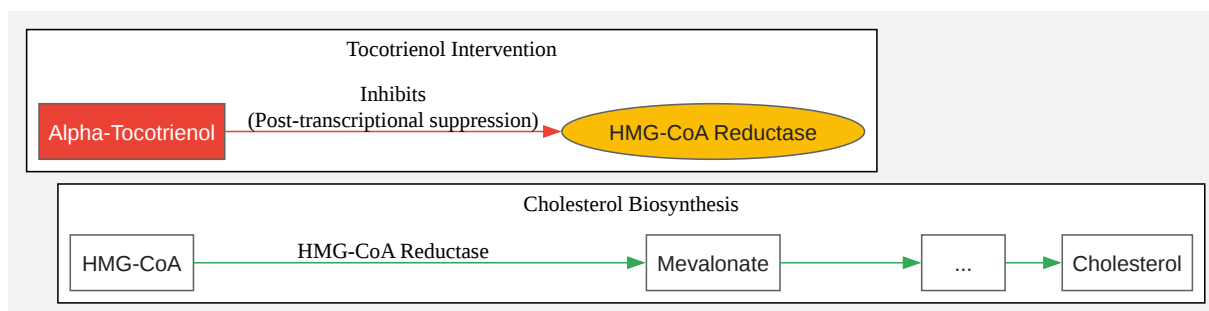 Tocotrienol Intervention
Inhibits
(Post-transcriptional suppression)
Alpha-Tocotrienol
HMG-CoA Reductase
Cholesterol Biosynthesis
HMG-CoA Reductase
HMG-CoA
Mevalonate
...
Cholesterol